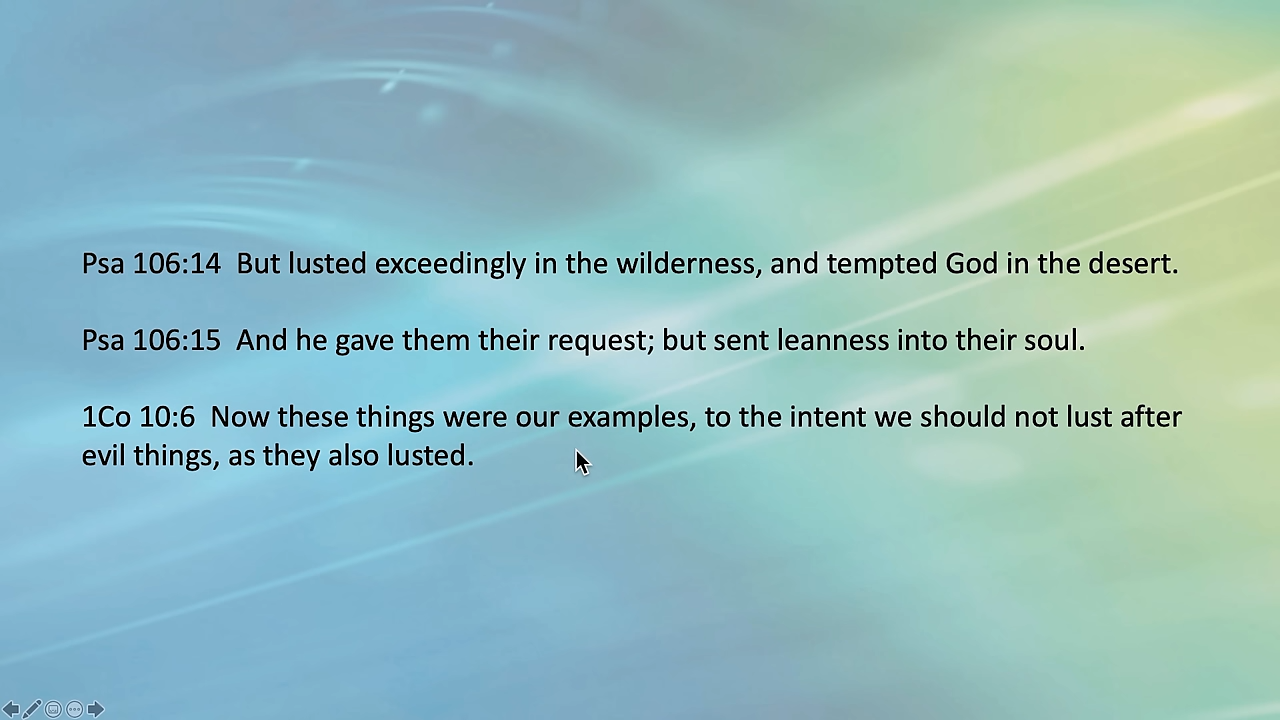 Psa 106:14  But lusted exceedingly in the wilderness, and tempted God in the desert.
Psa 106:15  And he gave them their request; but sent leanness into their soul.
1Co 10:6  Now these things were our examples, to the intent we should not lust after
evil things, as they also lusted.